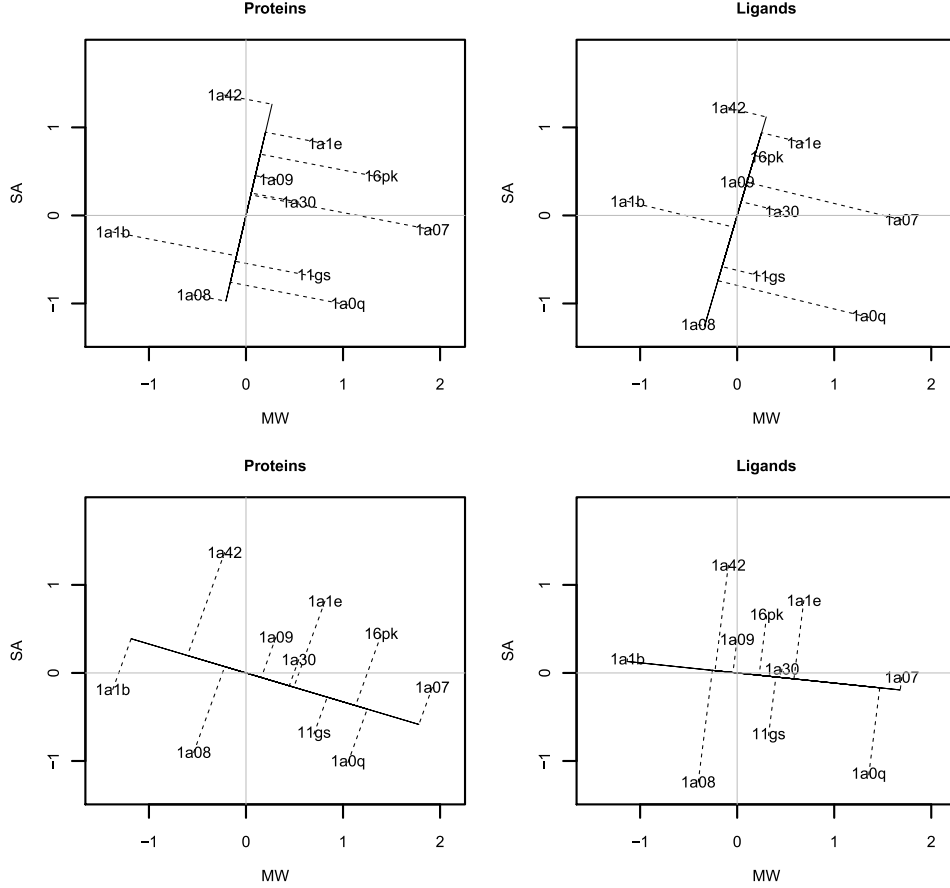 Proteins
1a42
1a1e
16pk
1a09
1a30
1a07
1a1b
11gs
1a08
1a0q
SA
1
0
−1
−1
0
1
2
MW
Ligands
1a42
1a1e
16pk
1a09
1a1b
1a30
1a07
11gs
1a0q
1a08
SA
1
0
−1
−1
0
1
2
MW
Proteins
1a42
1a1e
1a09
16pk
1a30
1a1b
1a07
11gs
1a08
1a0q
SA
1
0
−1
−1
0
1
2
MW
Ligands
1a42
1a1e
16pk
1a09
1a1b
1a30
1a07
11gs
1a0q
1a08
SA
1
0
−1
−1
0
1
2
MW